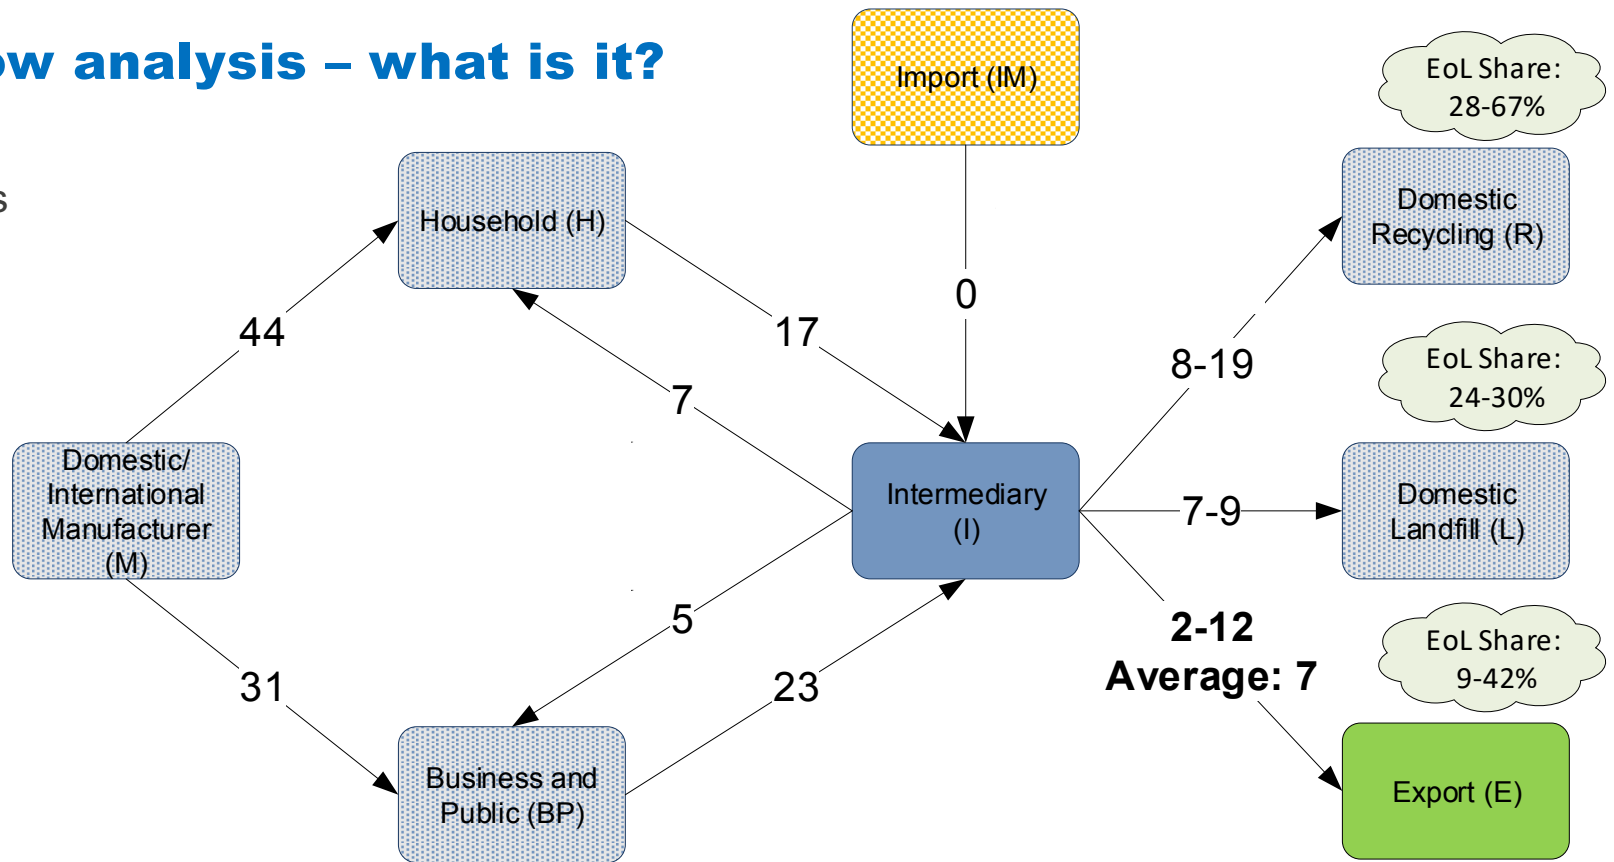 ow analysis – what is it?
s
Import (IM)
EoL Share:
28-67%
Household (H)
Domestic
Recycling (R)
44
17
0
8-19
7
EoL Share:
24-30%
Domestic/
International
Manufacturer
(M)
Intermediary
(I)
7-9
Domestic
Landfill (L)
5
31
23
2-12
Average: 7
EoL Share:
9-42%
Business and
Public (BP)
Export (E)